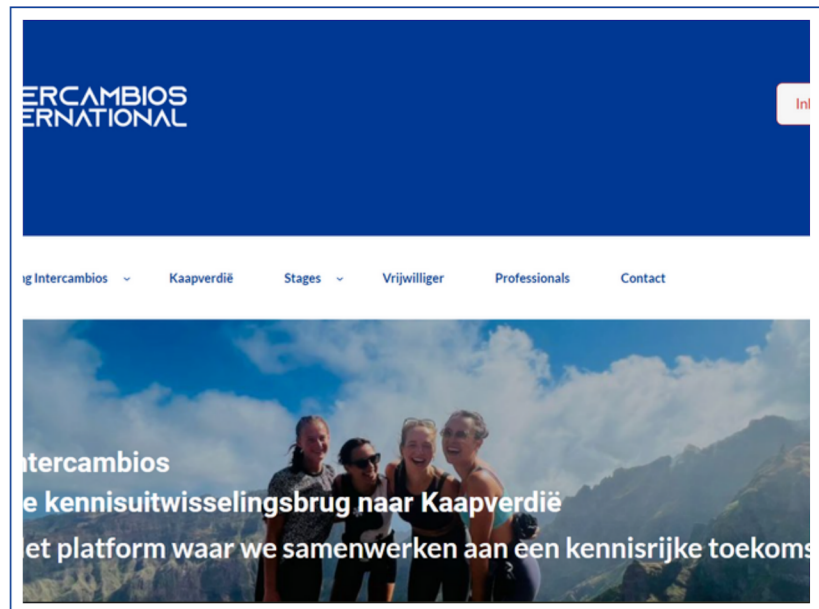 ERCAMBIOS
ERNATIONAL
Inl
ng Intercambios Kaapverdië Stages Vrijwilliger Professionals Contact
ntercambios
e kennisuitwisselingsbrug naar Kaapverdië
et platform waar we samenwerken aan een kennisrijke toekoms